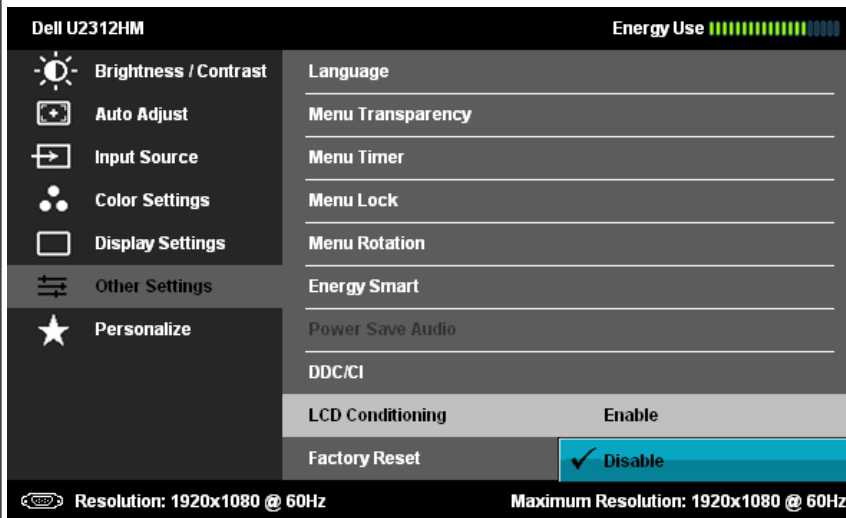 Dell U2312HM Energy Use
Brightness / Contrast Language
Auto Adjust Menu Transparency
Input Source Menu Timer
Color Settings Menu Lock
Display Settings Menu Rotation
Other Settings Energy Smart
Personalize Power Save Audio
DDC/CI
LCD Conditioning Enable
Factory Reset Disable
Resolution: 1920x1080 @ 60Hz Maximum Resolution: 1920x1080 @ 60Hz